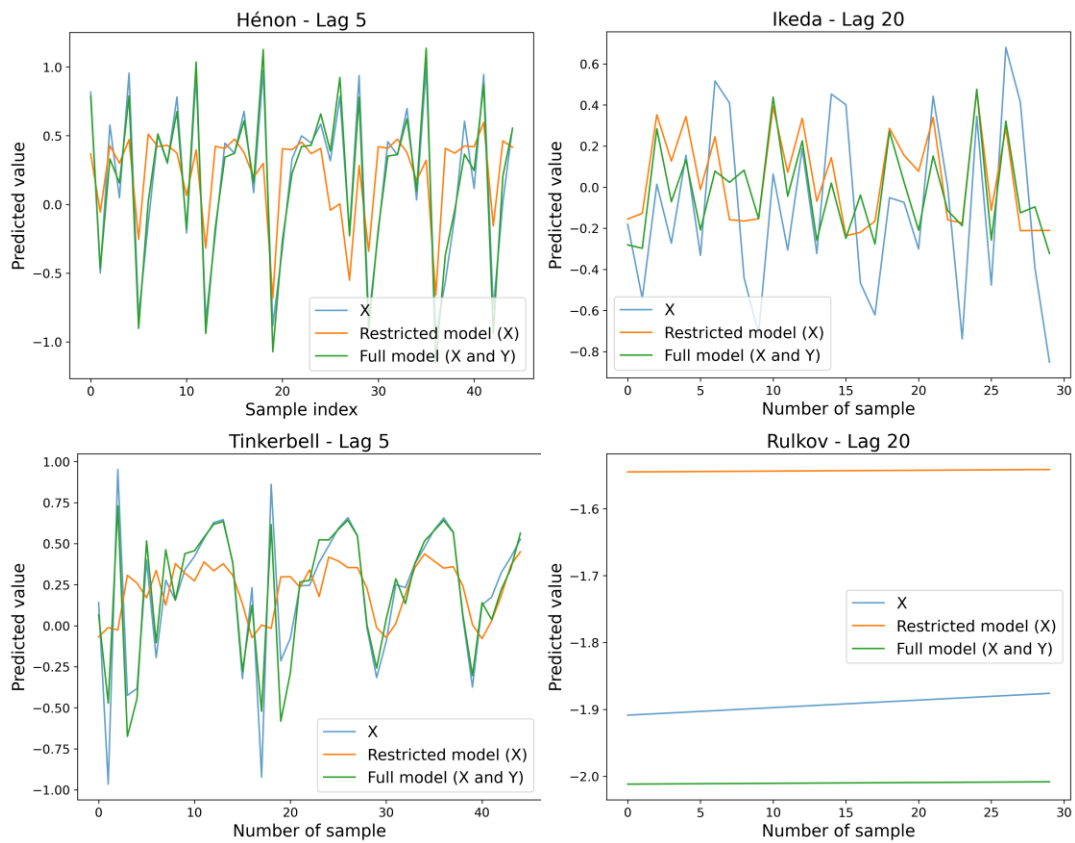 Hénon - Lag 5
Predicted value
1.0
0.5
0.0
−0.5
−1.0
X
Restricted model (X)
Full model (X and Y)
0
10
20
30
40
Sample index
Ikeda - Lag 20
Predicted value
0.6
0.4
0.2
0.0
−0.2
−0.4
−0.6
−0.8
X
Restricted model (X)
Full model (X and Y)
0
5
10
15
20
25
30
Number of sample
Tinkerbell - Lag 5
Predicted value
1.00
0.75
0.50
0.25
0.00
−0.25
−0.50
−0.75
−1.00
X
Restricted model (X)
Full model (X and Y)
0
10
20
30
40
Number of sample
Rulkov - Lag 20
Predicted value
−1.6
−1.7
−1.8
−1.9
−2.0
X
Restricted model (X)
Full model (X and Y)
0
5
10
15
20
25
30
Number of sample